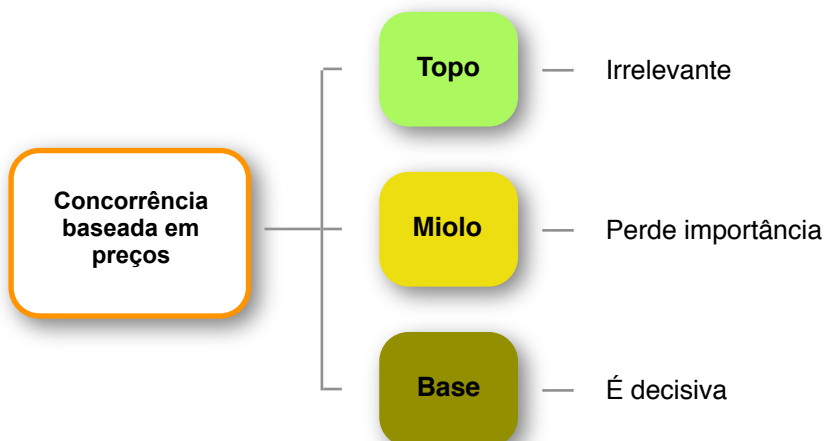 Topo
Irrelevante
Concorrência
baseada em
preços
Miolo
Perde importância
Base
É decisiva